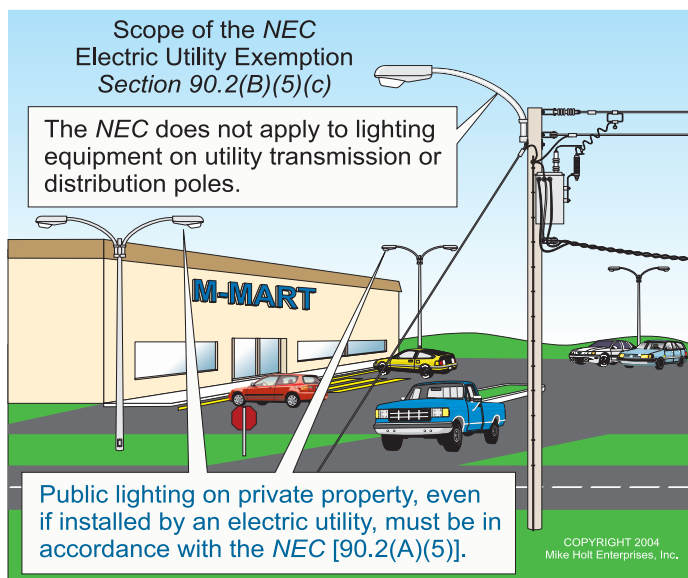 Scope of the NEC
Electric Utility Exemption
Section 90.2(B)(5)(c)
The NEC does not apply to lighting
equipment on utility transmission or
distribution poles.
M-MART
Public lighting on private property, even
if installed by an electric utility, must be in
accordance with the NEC [90.2(A)(5)].
COPYRIGHT 2004
Mike Holt Enterprises, Inc.